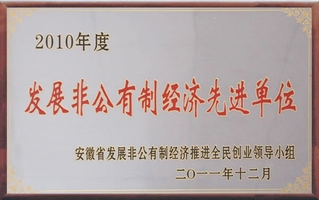 2010年度
发展非公有制经济先进单位
安徽省发展非公有制经济推进全民创业领导小组
二〇一一年十二月